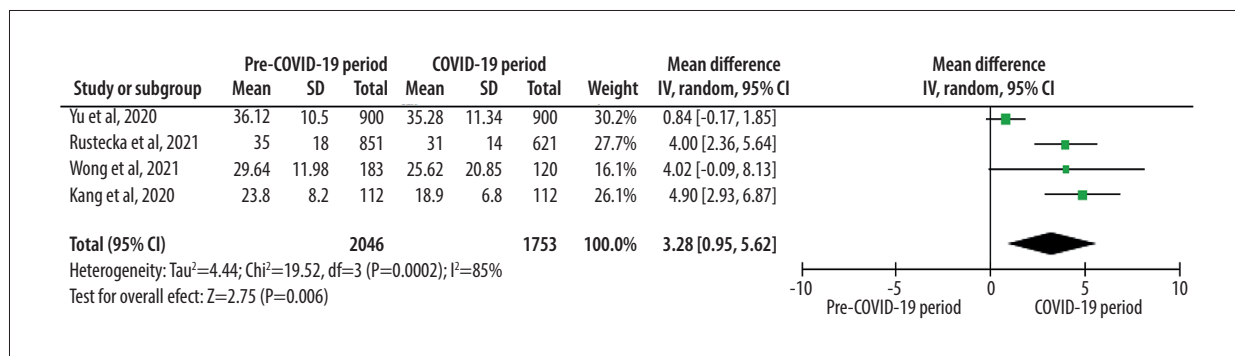 Pre-COVID-19 period COVID-19 period Mean difference Mean difference
Study or subgroup Mean SD Total Mean SD Total Weight IV, random, 95% CI IV, random, 95% CI
Yu et al, 2020 36.12 10.5 900 35.28 11.34 900 30.2% 0.84 [-0.17, 1.85]
Rustecka et al, 2021 35 18 851 31 14 621 27.7% 4.00 [2.36, 5.64]
Wong et al, 2021 29.64 11.98 183 25.62 20.85 120 16.1% 4.02 [-0.09, 8.13]
Kang et al, 2020 23.8 8.2 112 18.9 6.8 112 26.1% 4.90 [2.93, 6.87]
Total (95% CI) 2046 1753 100.0% 3.28 [0.95, 5.62]
Heterogeneity: Tau²=4.44; Chi²=19.52, df=3 (P=0.0002); I²=85%
Test for overall efect: Z=2.75 (P=0.006)
-10 -5 0 5 10
Pre-COVID-19 period COVID-19 period